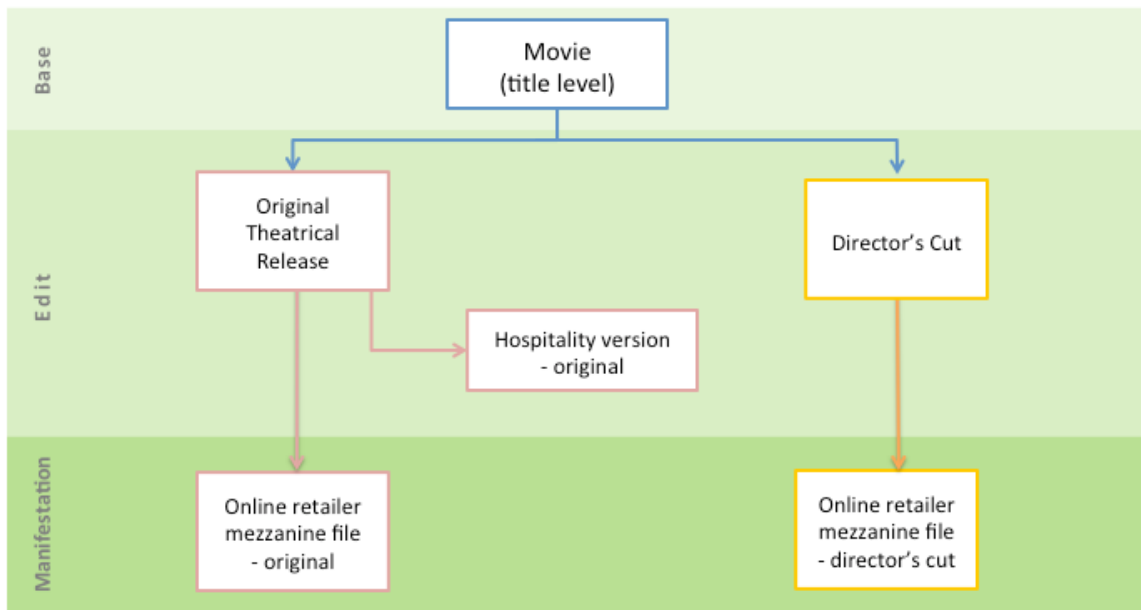 Base
Movie
(title level)
Edit
Original
Theatrical
Release
Director's Cut
Hospitality version
- original
Manifestation
Online retailer
mezzanine file
- original
Online retailer
mezzanine file
- director's cut